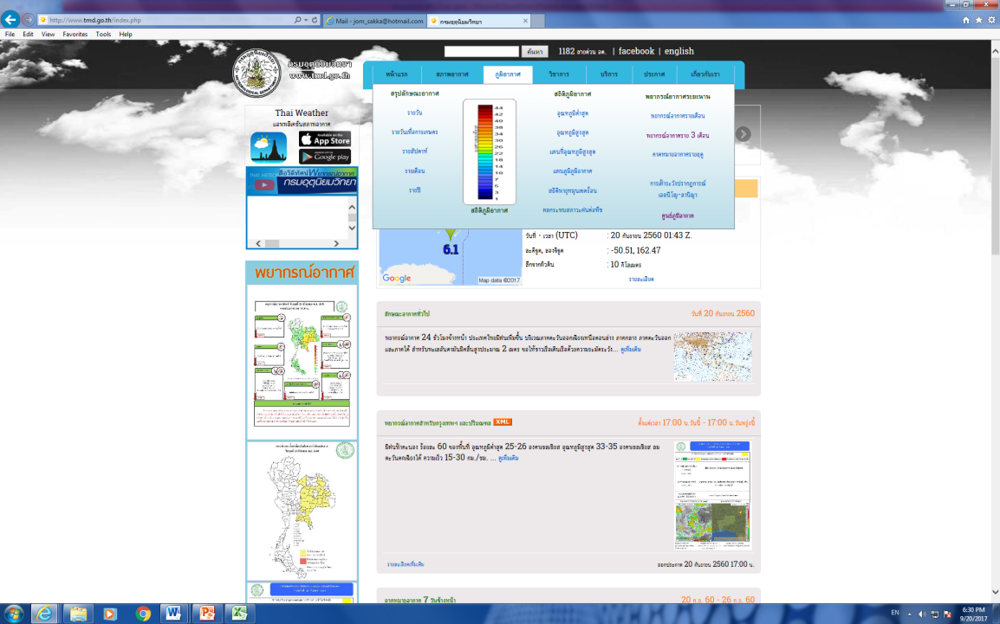 http://www.tmd.go.th/index.php
Mail - jom_sakka@hotmail.com
กรมอุตุนิยมวิทยา
File Edit View Favorites Tools Help
กรมอุตุนิยมวิทยา
www.tmd.go.th
ค้นหา
1182 สายด่วน อต. | facebook | english
หน้าแรก
สภาพอากาศ
ภูมิอากาศ
วิชาการ
บริการ
ประกาศ
เกี่ยวกับเรา
สรุปลักษณะอากาศ
รายวัน
รายวันเพื่อการเกษตร
รายสัปดาห์
รายเดือน
รายปี
44
42
40
38
34
30
26
22
18
14
10
7
5
3
1
สถิติภูมิอากาศ
สถิติภูมิอากาศ
อุณหภูมิต่ำสุด
อุณหภูมิสูงสุด
แผนที่อุณหภูมิสูงสุด
แผนภูมิภูมิอากาศ
สถิติพายุหมุนเขตร้อน
ผลกระทบสภาวะฝนต่อพืช
พยากรณ์อากาศระยะนาน
พยากรณ์อากาศรายเดือน
พยากรณ์อากาศราย 3 เดือน
คาดหมายอากาศรายฤดู
การเฝ้าระวังปรากฏการณ์
เอลนีโญ-ลานีญา
ศูนย์ภูมิอากาศ
Thai Weather
แอพพลิเคชั่นสภาพอากาศ
Available on the
App Store
Available on the
Google play
สื่อวีดิทัศน์พยากรณ์อากาศ
กรมอุตุนิยมวิทยา
พยากรณ์อากาศ
6.1
Google
Map data ©2017
วันที่ - เวลา (UTC) : 20 กันยายน 2560 01:43 Z.
ละติจูด, ลองจิจูด : -50.51, 162.47
ลึกจากผิวดิน : 10 กิโลเมตร
รายละเอียด
ลักษณะอากาศทั่วไป
วันที่ 20 กันยายน 2560
พยากรณ์อากาศ 24 ชั่วโมงข้างหน้า ประเทศไทยมีฝนเพิ่มขึ้น บริเวณภาคตะวันออกเฉียงเหนือตอนล่าง ภาคกลาง ภาคตะวันออก
และภาคใต้ สำหรับทะเลอันดามันมีคลื่นสูงประมาณ 2 เมตร ขอให้ชาวเรือเดินเรือด้วยความระมัดระวัง... ดูเพิ่มเติม
พยากรณ์อากาศสำหรับกรุงเทพฯ และปริมณฑล XML
ตั้งแต่เวลา 17:00 น.วันนี้ - 17:00 น.วันพรุ่งนี้
มีฝนฟ้าคะนอง ร้อยละ 60 ของพื้นที่ อุณหภูมิต่ำสุด 25-26 องศาเซลเซียส อุณหภูมิสูงสุด 33-35 องศาเซลเซียส ลม
ตะวันตกเฉียงใต้ ความเร็ว 15-30 กม./ชม. ... ดูเพิ่มเติม
รายละเอียดเพิ่มเติม
ออกประกาศ 20 กันยายน 2560 17:00 น.
คาดหมายอากาศ 7 วันข้างหน้า
20 ก.ย. 60 - 26 ก.ย. 60
EN
6:30 PM
9/20/2017